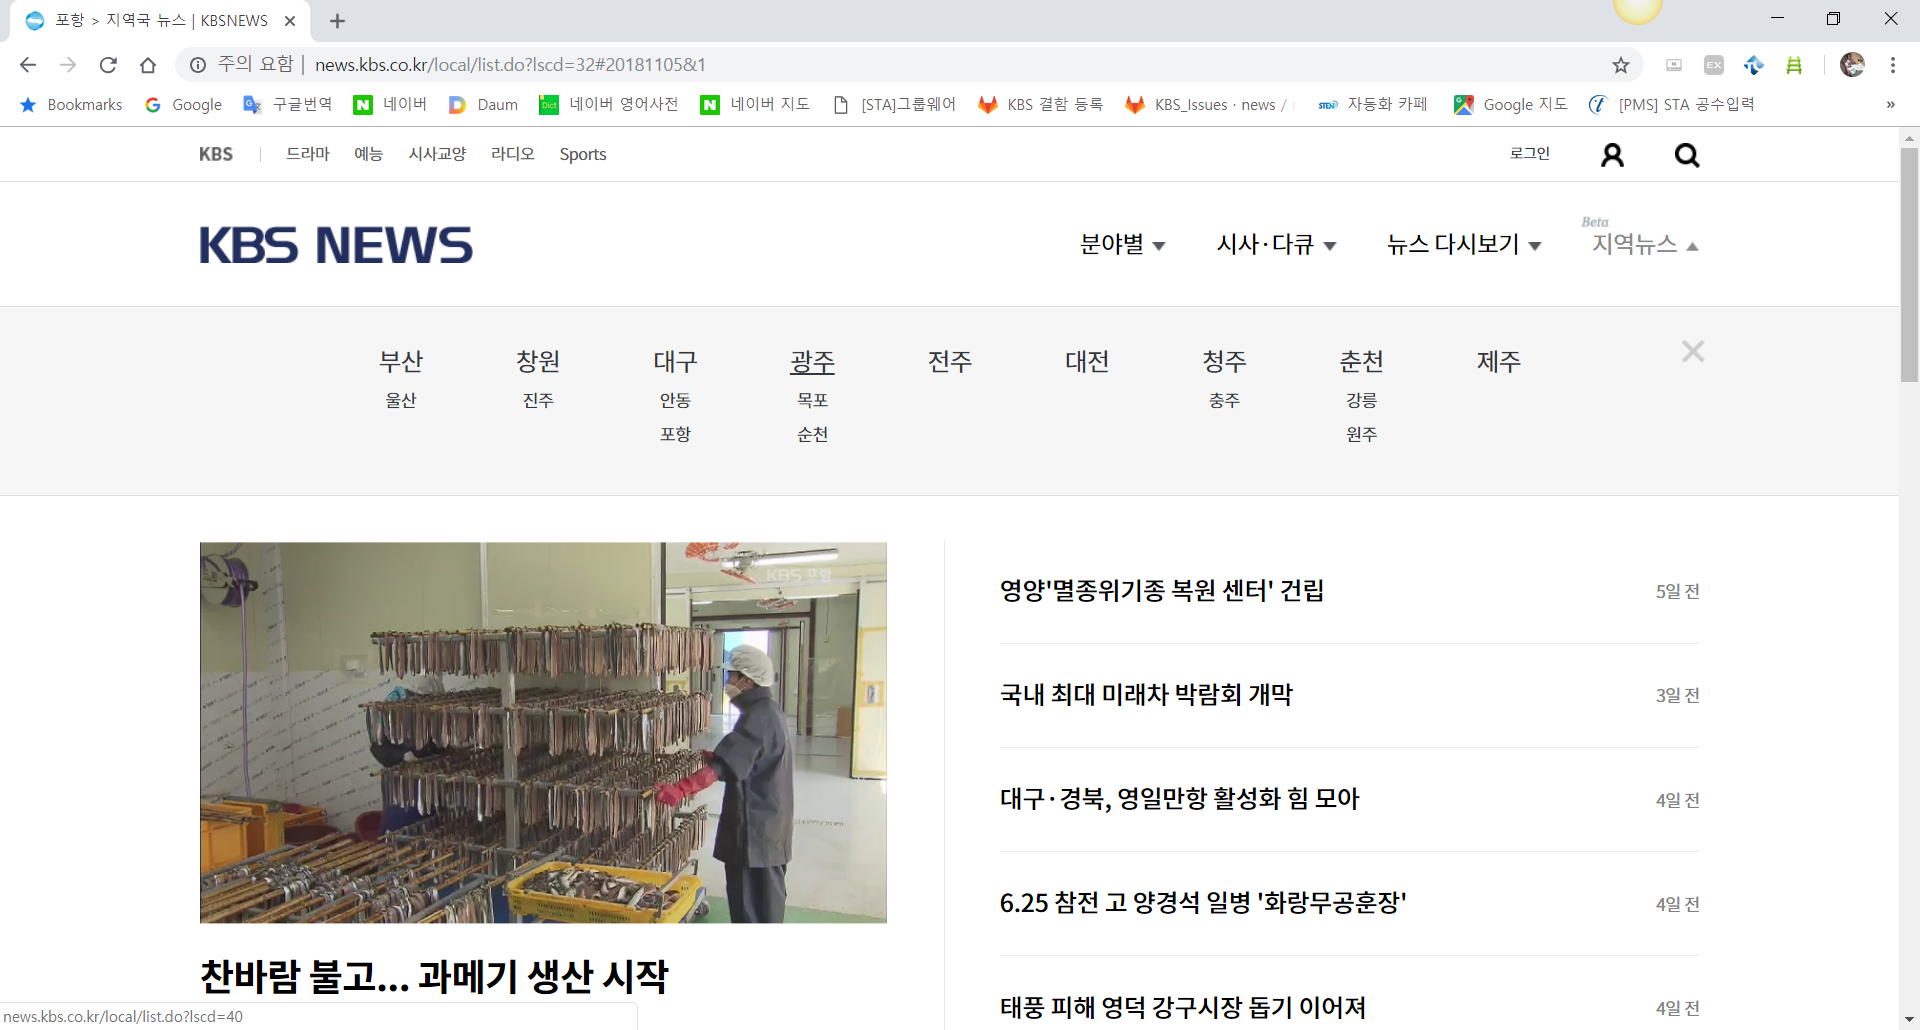 포항 > 지역국 뉴스 | KBSNEWS
주의 요함 | news.kbs.co.kr/local/list.do?lscd=32#20181105&1
Bookmarks Google 구글번역 네이버 Daum 네이버 영어사전 네이버 지도 [STA]그룹웨어 KBS 결함 등록 KBS_Issues · news / 자동화 카페 Google 지도 [PMS] STA 공수입력 »
KBS | 드라마 예능 시사교양 라디오 Sports 로그인
Beta
KBS NEWS 분야별 시사·다큐 뉴스 다시보기 지역뉴스
부산 창원 대구 광주 전주 대전 청주 춘천 제주
울산 진주 안동 목포 충주 강릉
포항 순천 원주
KBS 포항
영양'멸종위기종 복원 센터' 건립 5일 전
국내 최대 미래차 박람회 개막 3일 전
대구·경북, 영일만항 활성화 힘 모아 4일 전
6.25 참전 고 양경석 일병 '화랑무공훈장' 4일 전
찬바람 불고... 과메기 생산 시작
태풍 피해 영덕 강구시장 돕기 이어져 4일 전
news.kbs.co.kr/local/list.do?lscd=40